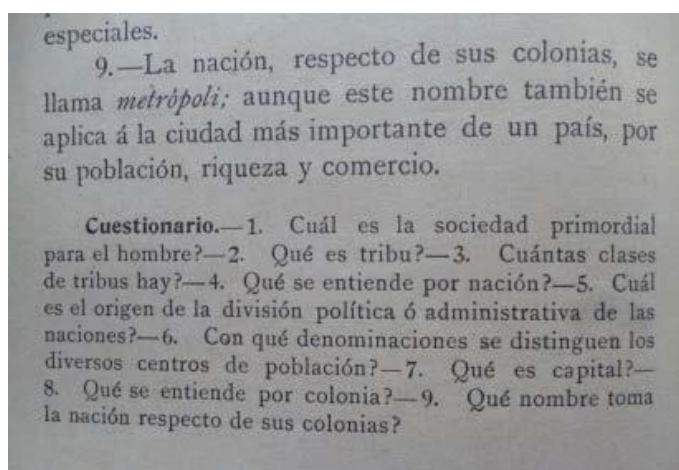 especiales.
9.—La nación, respecto de sus colonias, se
llama metrópoli; aunque este nombre también se
aplica á la ciudad más importante de un país, por
su población, riqueza y comercio.
Cuestionario.—1. Cuál es la sociedad primordial
para el hombre?—2. Qué es tribu?—3. Cuántas clases
de tribus hay?—4. Qué se entiende por nación?—5. Cuál
es el origen de la división política ó administrativa de las
naciones?—6. Con qué denominaciones se distinguen los
diversos centros de población?—7. Qué es capital?—
8. Qué se entiende por colonia?—9. Qué nombre toma
la nación respecto de sus colonias?